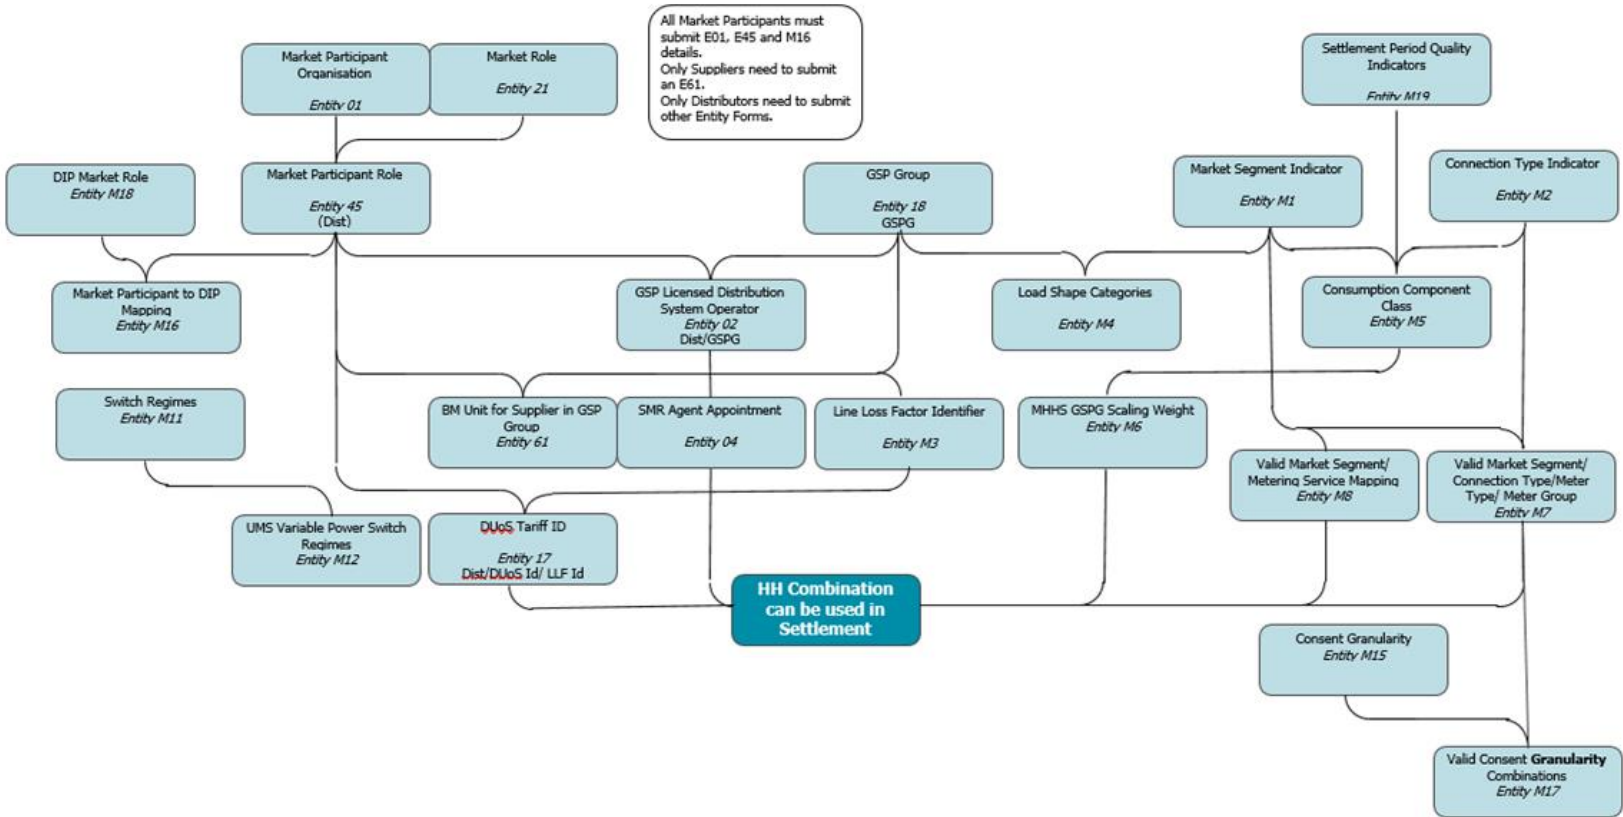 All Market Participants must
submit E01, E45 and M16
details.
Only Suppliers need to submit
an E61.
Only Distributors need to submit
other Entity Forms.
Market Participant
Organisation
Entity 01
Market Role
Entity 21
Settlement Period Quality
Indicators
Entity M19
DIP Market Role
Entity M18
Market Participant Role
Entity 45
(Dist)
GSP Group
Entity 18
GSPG
Market Segment Indicator
Entity M1
Connection Type Indicator
Entity M2
Market Participant to DIP
Mapping
Entity M16
GSP Licensed Distribution
System Operator
Entity 02
Dist/GSPG
Load Shape Categories
Entity M4
Consumption Component
Class
Entity M5
Switch Regimes
Entity M11
BM Unit for Supplier in GSP
Group
Entity 61
SMR Agent Appointment
Entity 04
Line Loss Factor Identifier
Entity M3
MHHS GSPG Scaling Weight
Entity M6
Valid Market Segment/
Metering Service Mapping
Entity M8
Valid Market Segment/
Connection Type/Meter
Type/ Meter Group
Entity M7
UMS Variable Power Switch
Regimes
Entity M12
DUoS Tariff ID
Entity 17
Dist/DUoS Id/ LLF Id
HH Combination
can be used in
Settlement
Consent Granularity
Entity M15
Valid Consent Granularity
Combinations
Entity M17